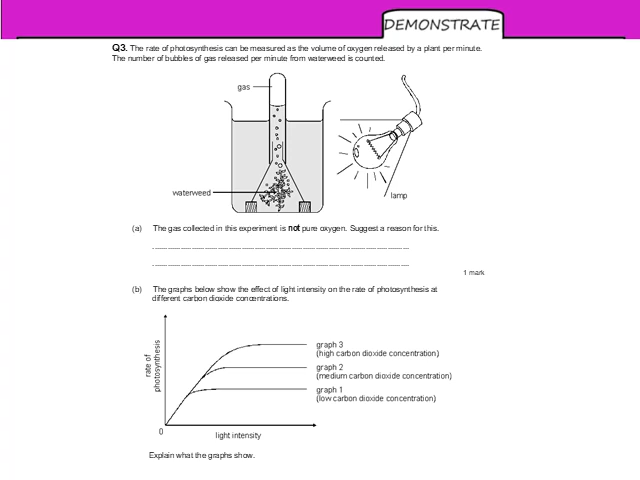 DEMONSTRATE
Q3. The rate of photosynthesis can be measured as the volume of oxygen released by a plant per minute.
The number of bubbles of gas released per minute from waterweed is counted.
gas
waterweed
lamp
(a) The gas collected in this experiment is not pure oxygen. Suggest a reason for this.
1 mark
(b) The graphs below show the effect of light intensity on the rate of photosynthesis at
different carbon dioxide concentrations.
rate of
photosynthesis
graph 3
(high carbon dioxide concentration)
graph 2
(medium carbon dioxide concentration)
graph 1
(low carbon dioxide concentration)
0
light intensity
Explain what the graphs show.